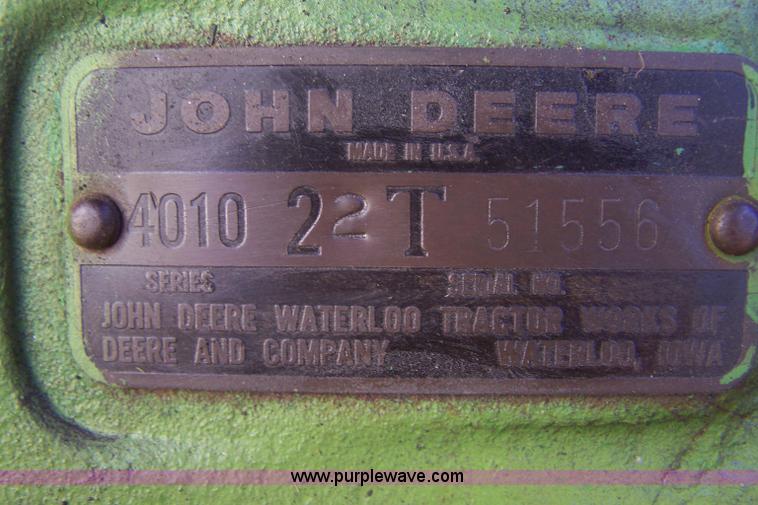 JOHN DEERE
MADE IN U.S.A.
4010 22T 51556
SERIES SERIAL NO.
JOHN DEERE WATERLOO TRACTOR WORKS OF
DEERE AND COMPANY WATERLOO, IOWA
www.purplewave.com